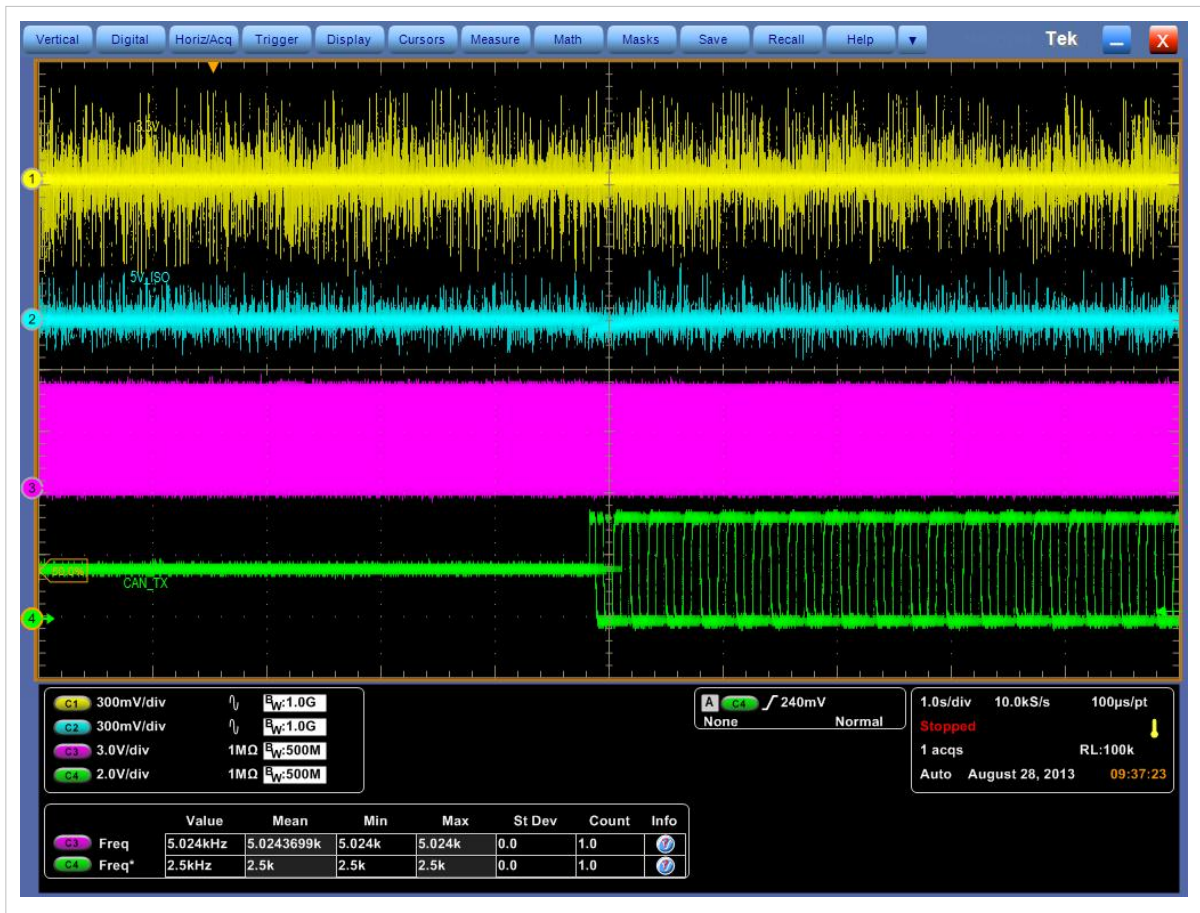 Vertical Digital Horiz/Acq Trigger Display Cursors Measure Math Masks Save Recall Help ▼ Tek X
3.3V
1
5V_ISO
2
3
50.0%
CAN_TX
4
C1 300mV/div BW:1.0G
C2 300mV/div BW:1.0G
C3 3.0V/div 1MΩ BW:500M
C4 2.0V/div 1MΩ BW:500M
A C4 240mV
None Normal
1.0s/div 10.0kS/s 100µs/pt
Stopped
1 acqs RL:100k
Auto August 28, 2013 09:37:23
Value Mean Min Max St Dev Count Info
C3 Freq 5.024kHz 5.0243699k 5.024k 5.024k 0.0 1.0
C4 Freq* 2.5kHz 2.5k 2.5k 2.5k 0.0 1.0